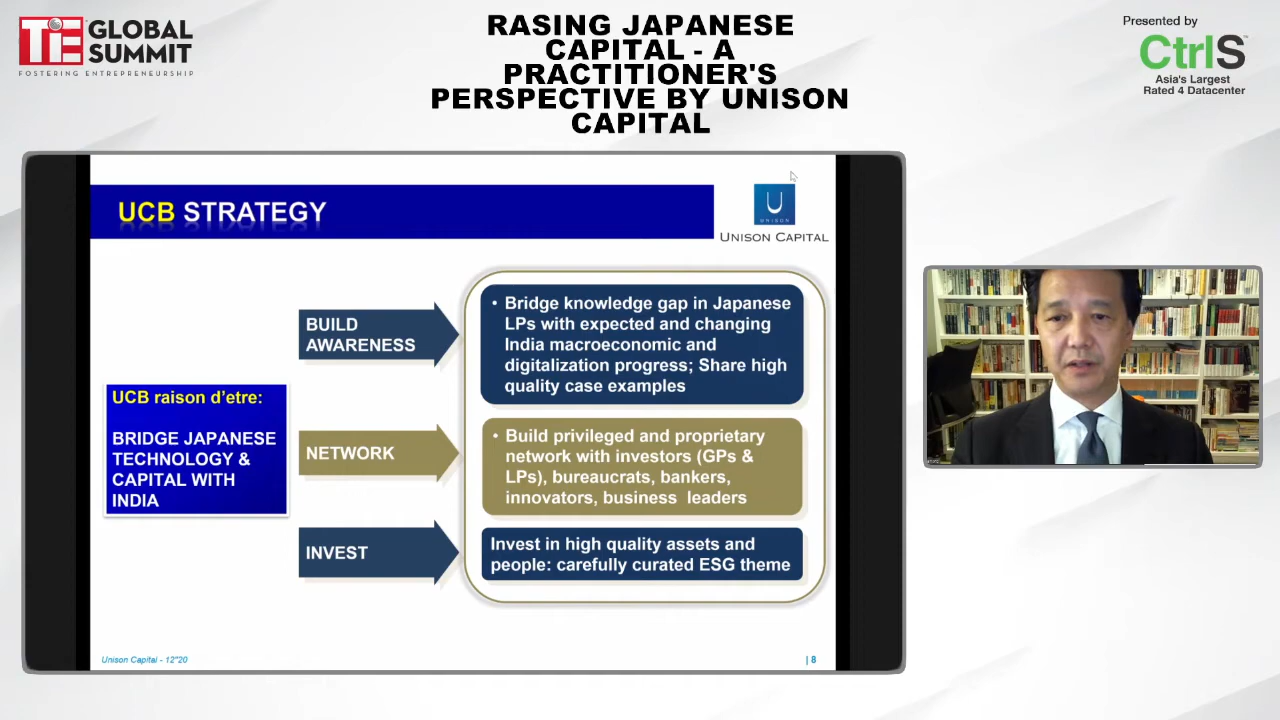 TiE GLOBAL
SUMMIT
FOSTERING ENTREPRENEURSHIP
RASING JAPANESE
CAPITAL - A
PRACTITIONER'S
PERSPECTIVE BY UNISON
CAPITAL
Presented by
CtrlS™
Asia's Largest
Rated 4 Datacenter
UCB STRATEGY
U
UNISON
UNISON CAPITAL
UCB raison d'etre:
BRIDGE JAPANESE
TECHNOLOGY &
CAPITAL WITH
INDIA
BUILD
AWARENESS
• Bridge knowledge gap in Japanese
LPs with expected and changing
India macroeconomic and
digitalization progress; Share high
quality case examples
NETWORK
• Build privileged and proprietary
network with investors (GPs &
LPs), bureaucrats, bankers,
innovators, business leaders
INVEST
Invest in high quality assets and
people: carefully curated ESG theme
Unison Capital - 12"20
| 8